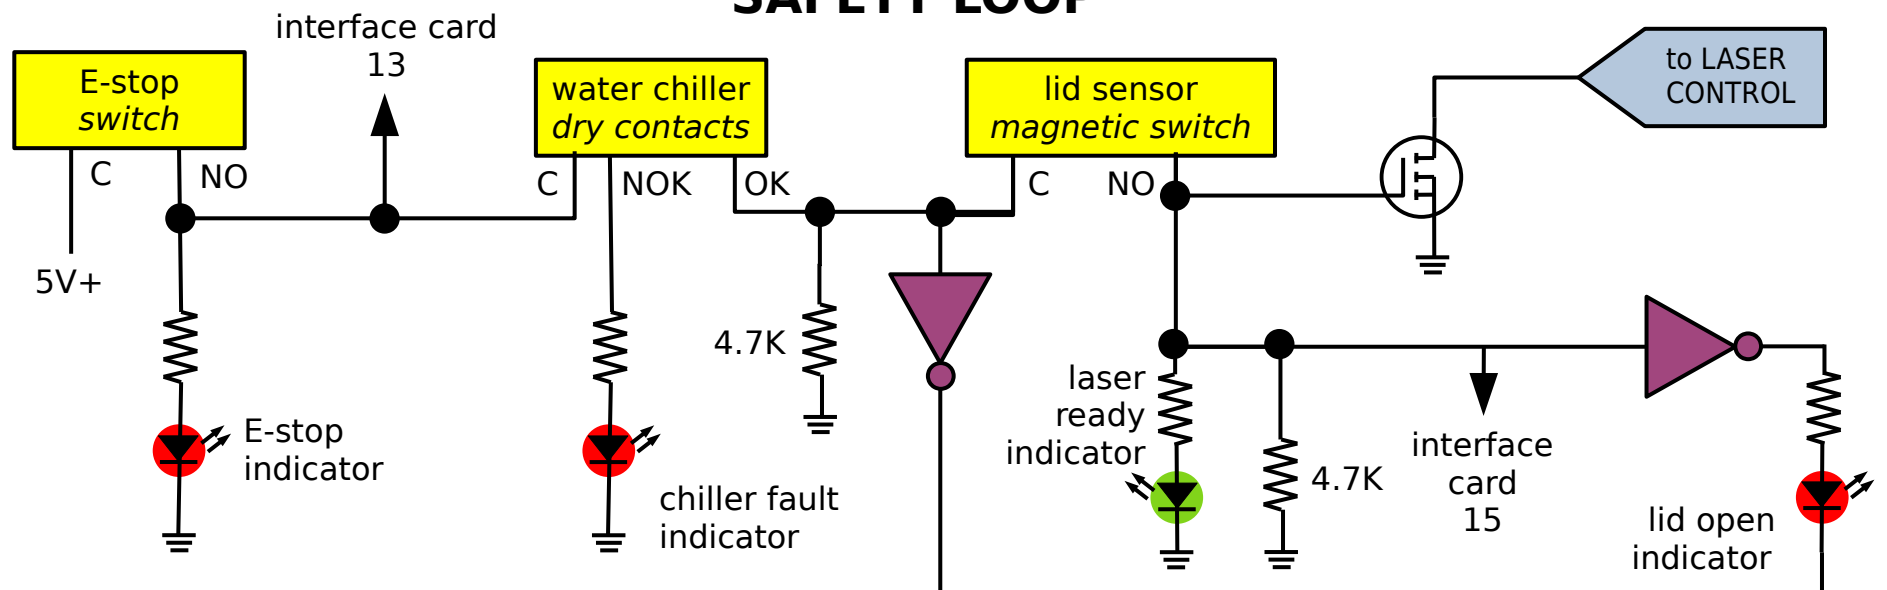 SAFETY LOOP
interface card
13
E-stop
switch
water chiller
dry contacts
lid sensor
magnetic switch
to LASER
CONTROL
C
NO
C
NOK
OK
C
NO
5V+
4.7K
laser
ready
indicator
E-stop
indicator
chiller fault
indicator
4.7K
interface
card
15
lid open
indicator